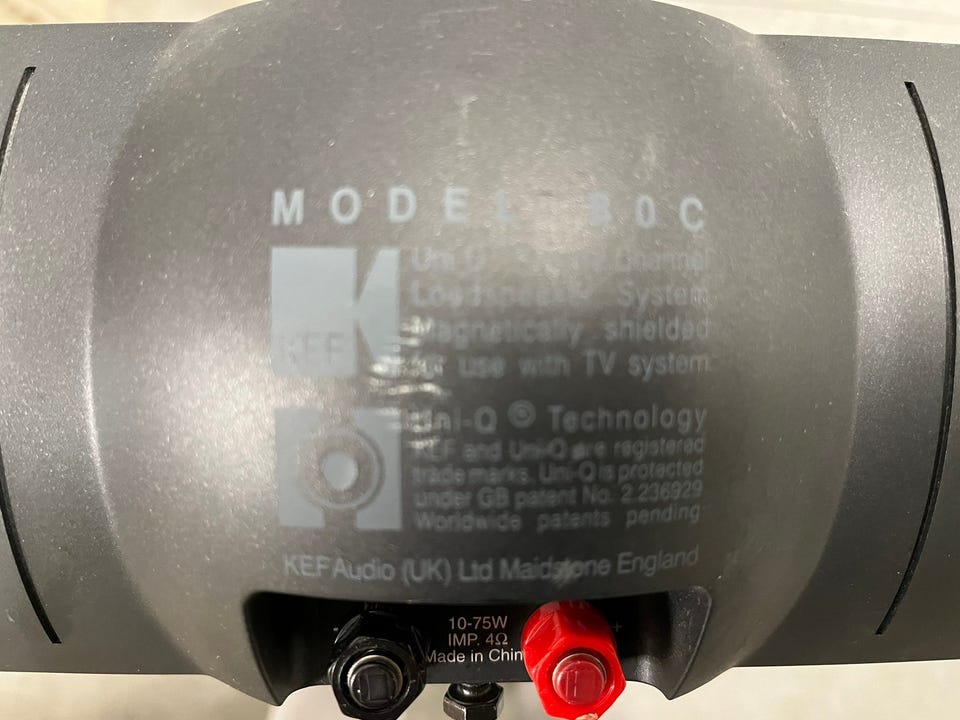 MODEL 80C
Uni-Q Channel
KEF
Loudspeaker System
Magnetically shielded
use with TV system
Uni-Q ® Technology
KEF and Uni-Q are registered
trade marks. Uni-Q is protected
under GB patent No. 2 236929
Worldwide patents pending
KEF Audio (UK) Ltd Maidstone England
10-75W
- +
IMP. 4Ω
Made in Chin